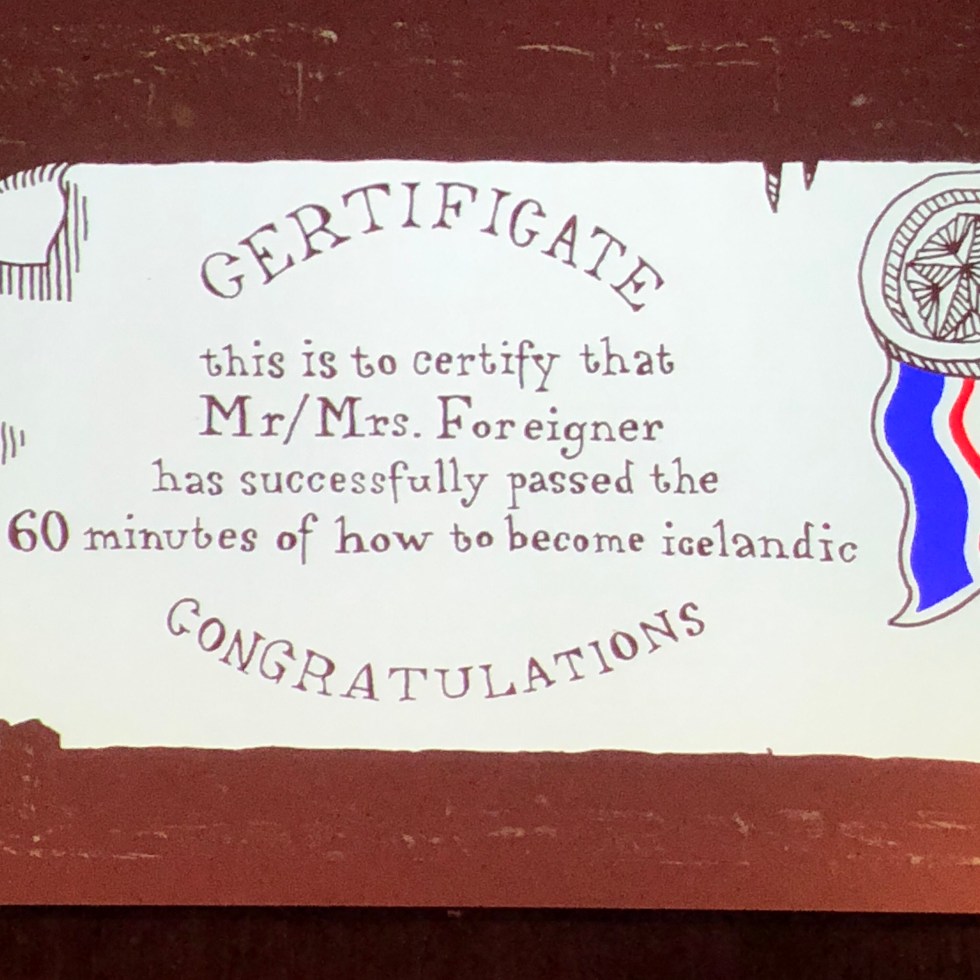 CERTIFICATE
this is to certify that
Mr/Mrs. Foreigner
has successfully passed the
60 minutes of how to become icelandic
CONGRATULATIONS